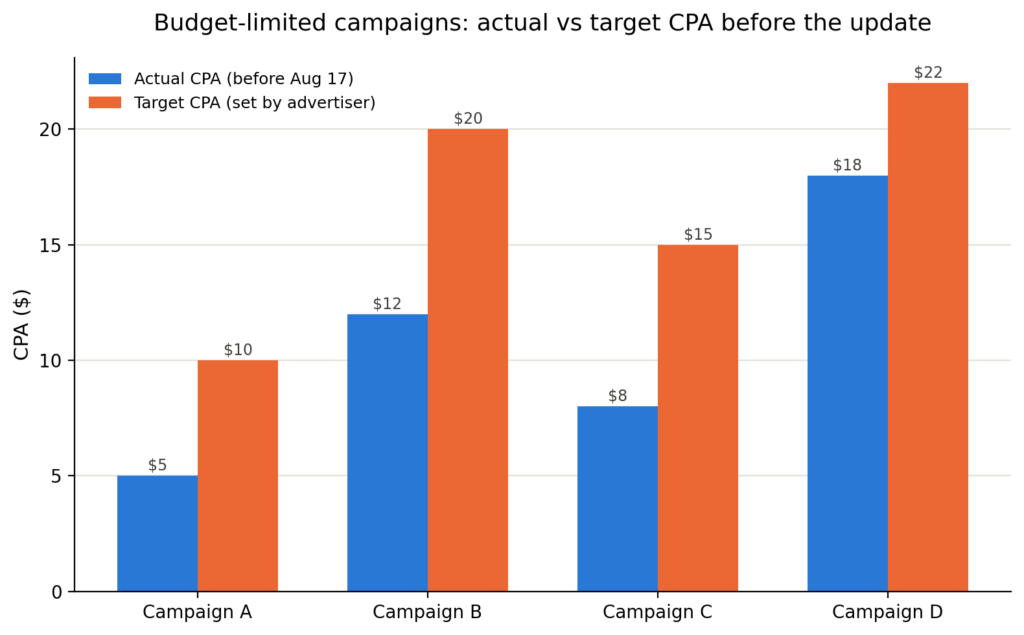 Budget-limited campaigns: actual vs target CPA before the update
Actual CPA (before Aug 17)
Target CPA (set by advertiser)
CPA ($)
20
15
10
5
0
$5
$10
$12
$20
$8
$15
$18
$22
Campaign A
Campaign B
Campaign C
Campaign D